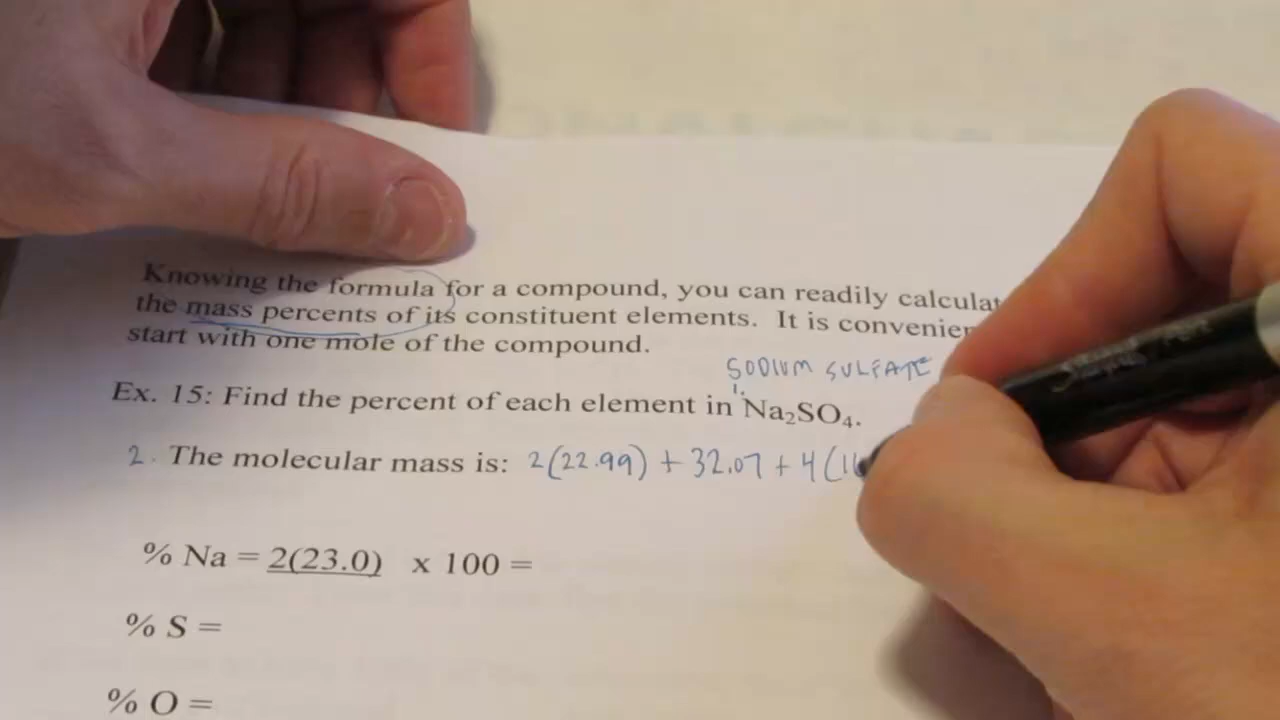 Knowing the formula for a compound, you can readily
the mass percents of its constituent elements. It is
start with one mole of the compound.
SODIUM SULFATE
1.
Ex. 15: Find the percent of each element in Na₂SO₄.
2. The molecular mass is: 2(22.99) + 32.07 + 4(
% Na = 2(23.0) x 100 =
% S =
% O =